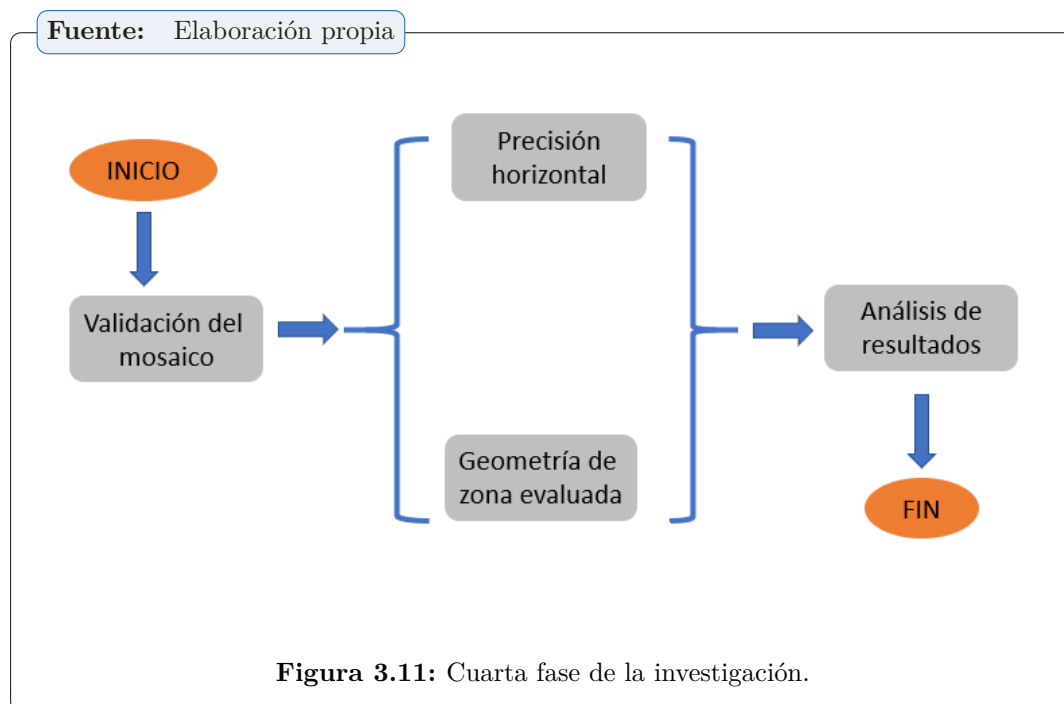 Fuente: Elaboración propia
INICIO
Validación del
mosaico
Precisión
horizontal
Geometría de
zona evaluada
Análisis de
resultados
FIN
Figura 3.11: Cuarta fase de la investigación.